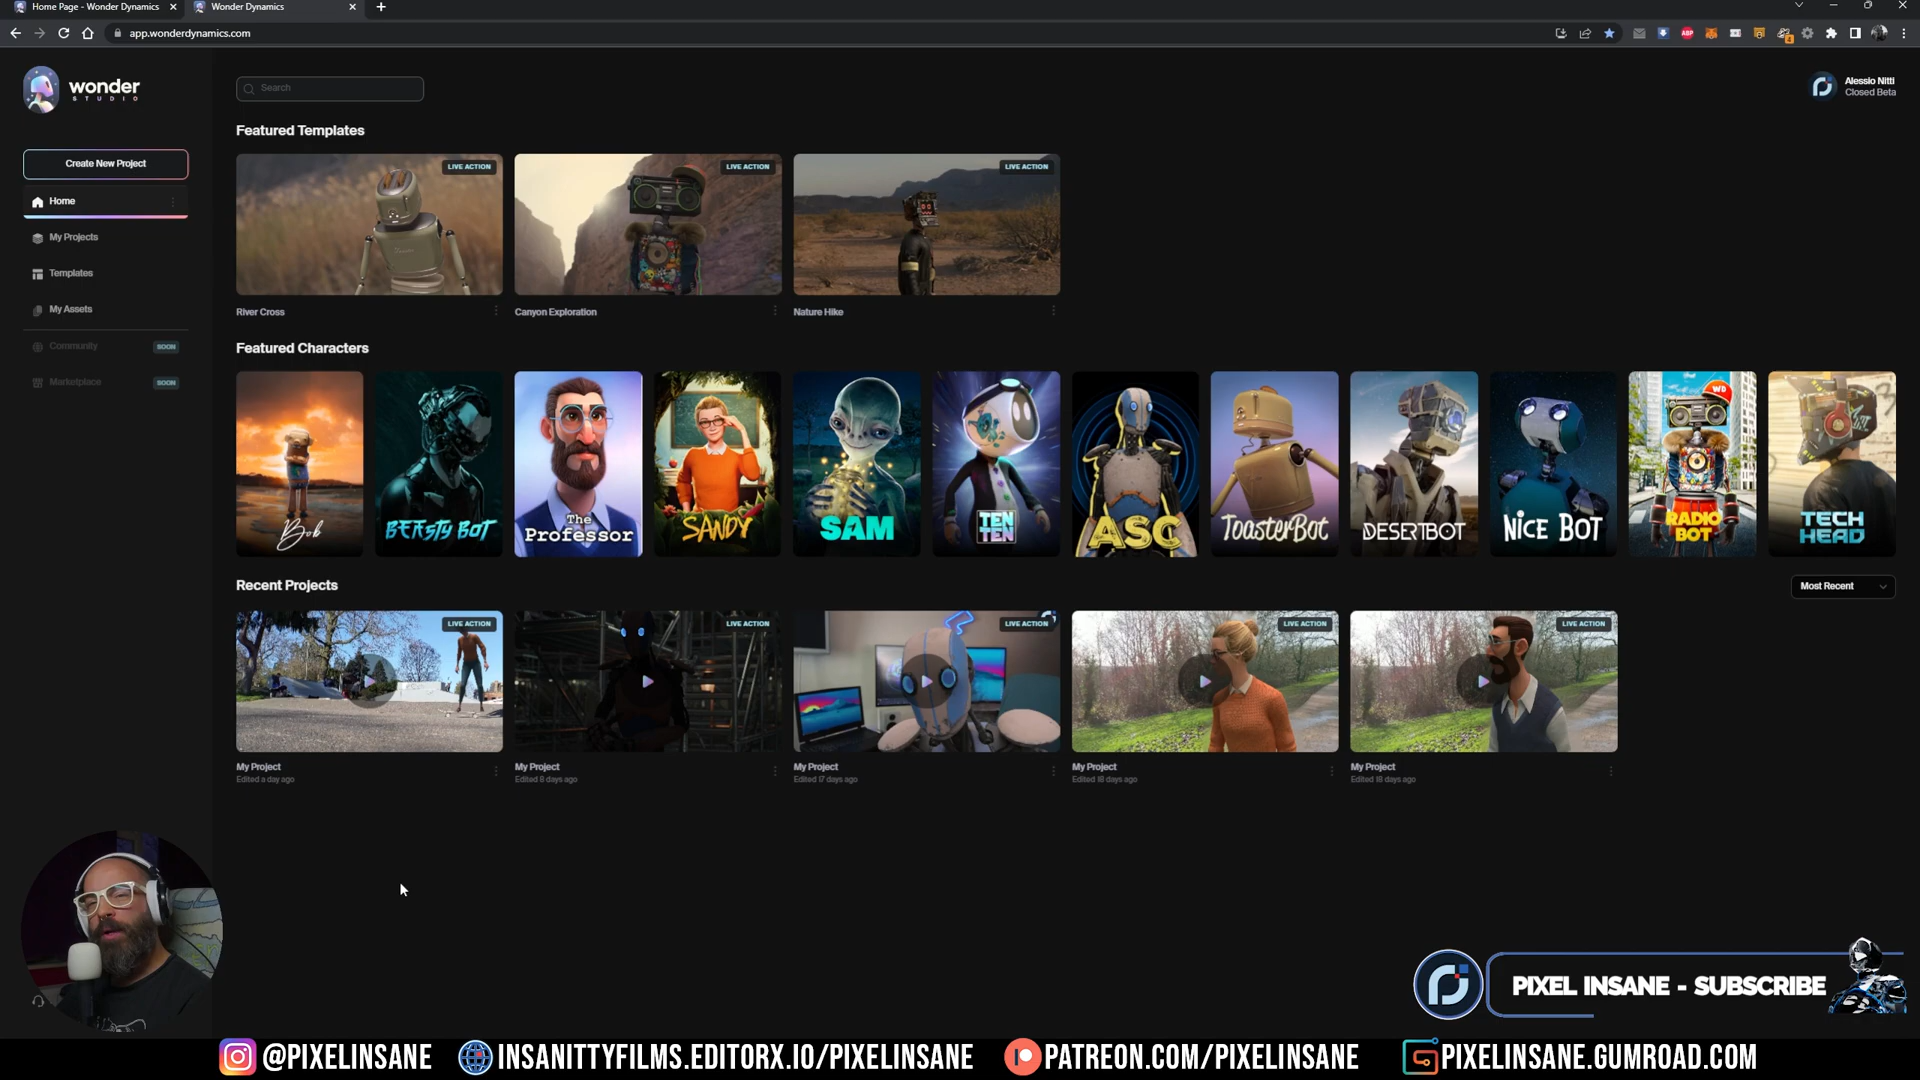 Home Page - Wonder Dynamics
Wonder Dynamics
app.wonderdynamics.com
ABP
wonder
STUDIO
Search
Alessio Nitti
Closed Beta
Create New Project
Home
My Projects
Templates
My Assets
Community
SOON
Marketplace
SOON
Featured Templates
LIVE ACTION
LIVE ACTION
LIVE ACTION
River Cross
Canyon Exploration
Nature Hike
Featured Characters
Bob
BEASTY BOT
The
Professor
SANDY
SAM
TEN
TEN
ASC
ToasterBot
DESERTBOT
NICE BOT
WD
RADIO
BOT
TECH
HEAD
Recent Projects
Most Recent
LIVE ACTION
LIVE ACTION
LIVE ACTION
LIVE ACTION
LIVE ACTION
My Project
Edited a day ago
My Project
Edited 8 days ago
My Project
Edited 17 days ago
My Project
Edited 18 days ago
My Project
Edited 18 days ago
PIXEL INSANE - SUBSCRIBE
@PIXELINSANE
INSANITTYFILMS.EDITORX.IO/PIXELINSANE
PATREON.COM/PIXELINSANE
PIXELINSANE.GUMROAD.COM